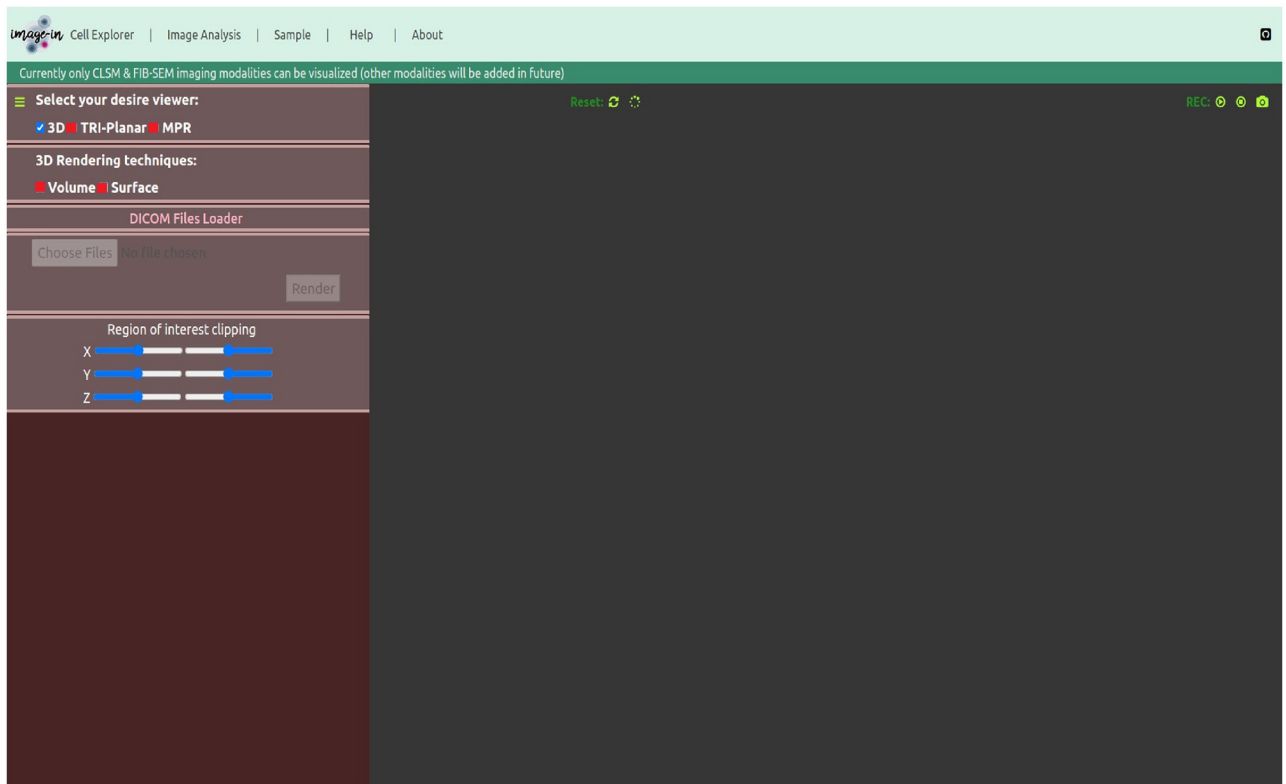 image-in Cell Explorer | Image Analysis | Sample | Help | About
Currently only CLSM & FIB-SEM imaging modalities can be visualized (other modalities will be added in future)
Select your desire viewer:
3D TRI-Planar MPR
Reset:
REC:
3D Rendering techniques:
Volume Surface
DICOM Files Loader
Choose Files No file chosen
Render
Region of interest clipping
X
Y
Z